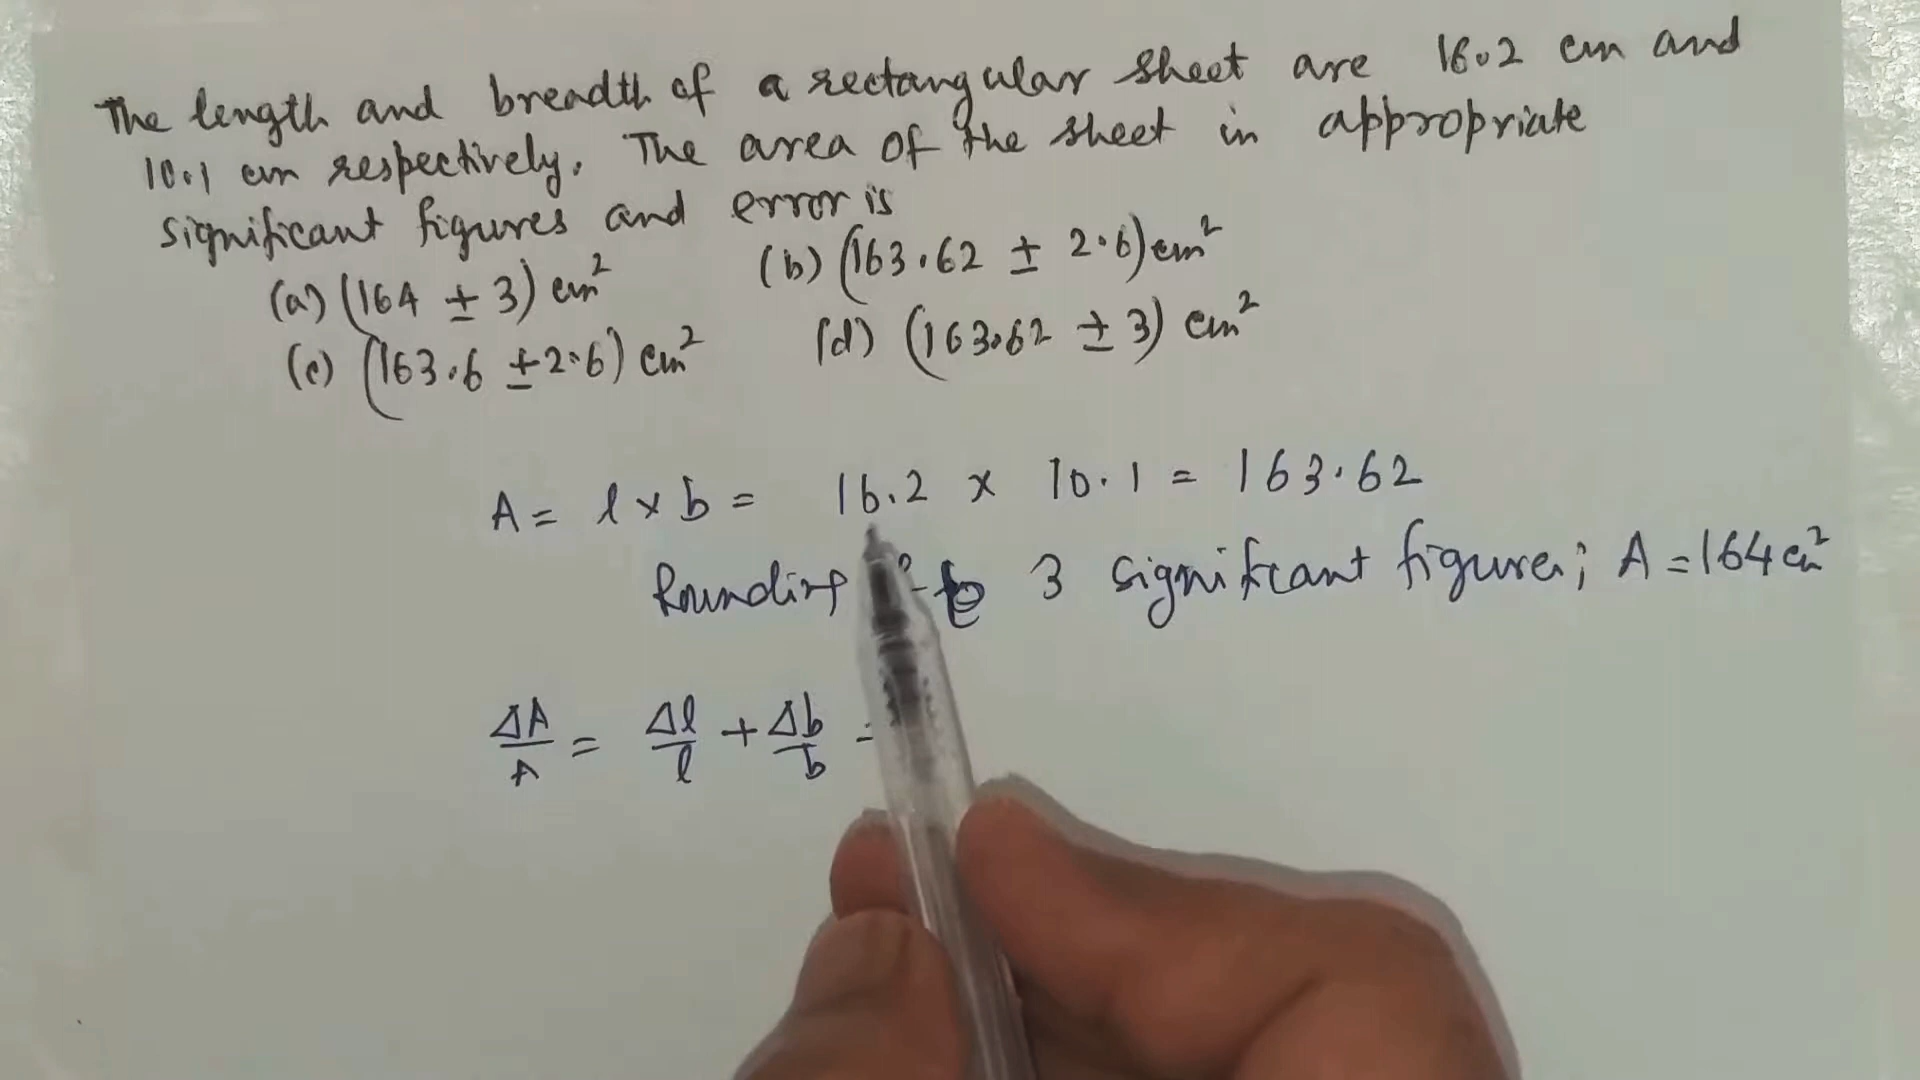 The length and breadth of a rectangular sheet are 16.2 cm and
10.1 cm respectively. The area of the sheet in appropriate
significant figures and error is
(a) (164 ± 3) cm² (b) (163.62 ± 2.6) cm²
(c) (163.6 ± 2.6) cm² (d) (163.62 ± 3) cm²
A = l x b = 16.2 x 10.1 = 163.62
Rounding to 3 significant figures; A = 164 cm²
ΔA/A = Δl/l + Δb/b =